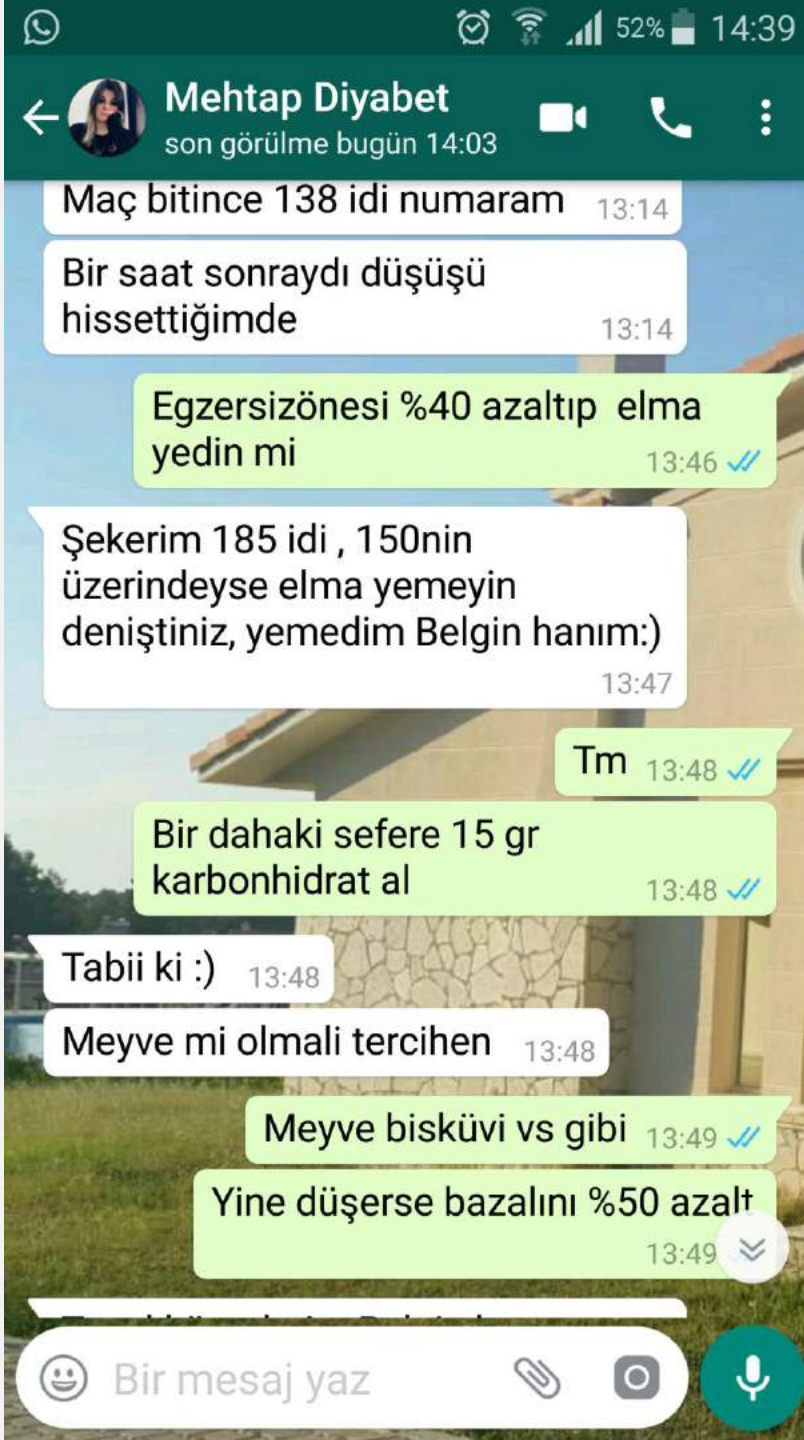 52% 14:39
Mehtap Diyabet
son görülme bugün 14:03
Maç bitince 138 idi numaram 13:14
Bir saat sonraydı düşüşü
hissettiğimde 13:14
Egzersizönesi %40 azaltıp elma
yedin mi 13:46
Şekerim 185 idi , 150nin
üzerindeyse elma yemeyin
deniştiniz, yemedim Belgin hanım:)
13:47
Tm 13:48
Bir dahaki sefere 15 gr
karbonhidrat al 13:48
Tabii ki :) 13:48
Meyve mi olmali tercihen 13:48
Meyve bisküvi vs gibi 13:49
Yine düşerse bazalını %50 azalt
13:49
Bir mesaj yaz